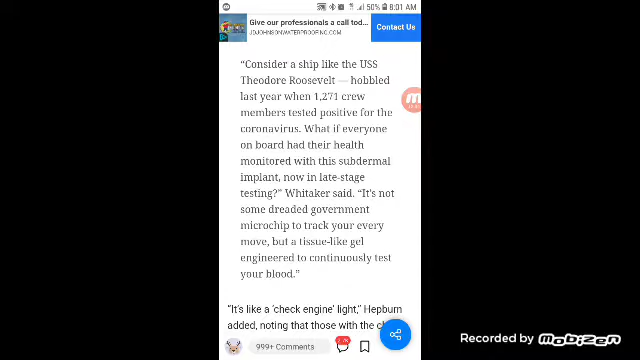 50% 8:01 AM
Give our professionals a call tod...
JDJOHNSONWATERPROOFING.COM
Contact Us
“Consider a ship like the USS
Theodore Roosevelt — hobbled
last year when 1,271 crew
members tested positive for the
coronavirus. What if everyone
on board had their health
monitored with this subdermal
implant, now in late-stage
testing?” Whitaker said. “It’s not
some dreaded government
microchip to track your every
move, but a tissue-like gel
engineered to continuously test
your blood.”
“It’s like a ‘check engine’ light,” Hepburn
added, noting that those with the
999+ Comments
Recorded by MOBIZEN